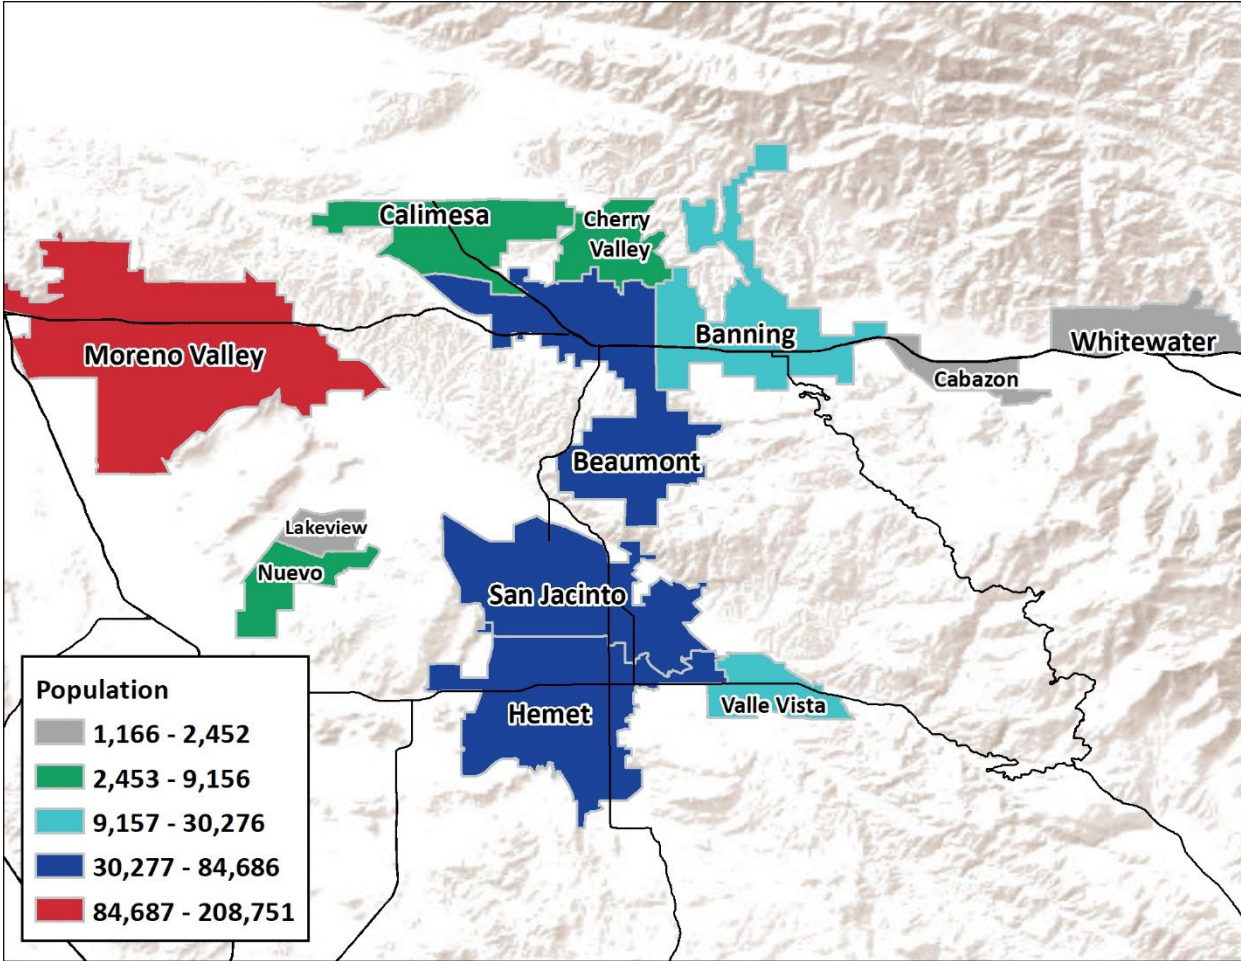 Calimesa
Cherry
Valley
Moreno Valley
Banning
Whitewater
Cabazon
Beaumont
Lakeview
Nuevo
San Jacinto
Hemet
Valle Vista
Population
1,166 - 2,452
2,453 - 9,156
9,157 - 30,276
30,277 - 84,686
84,687 - 208,751